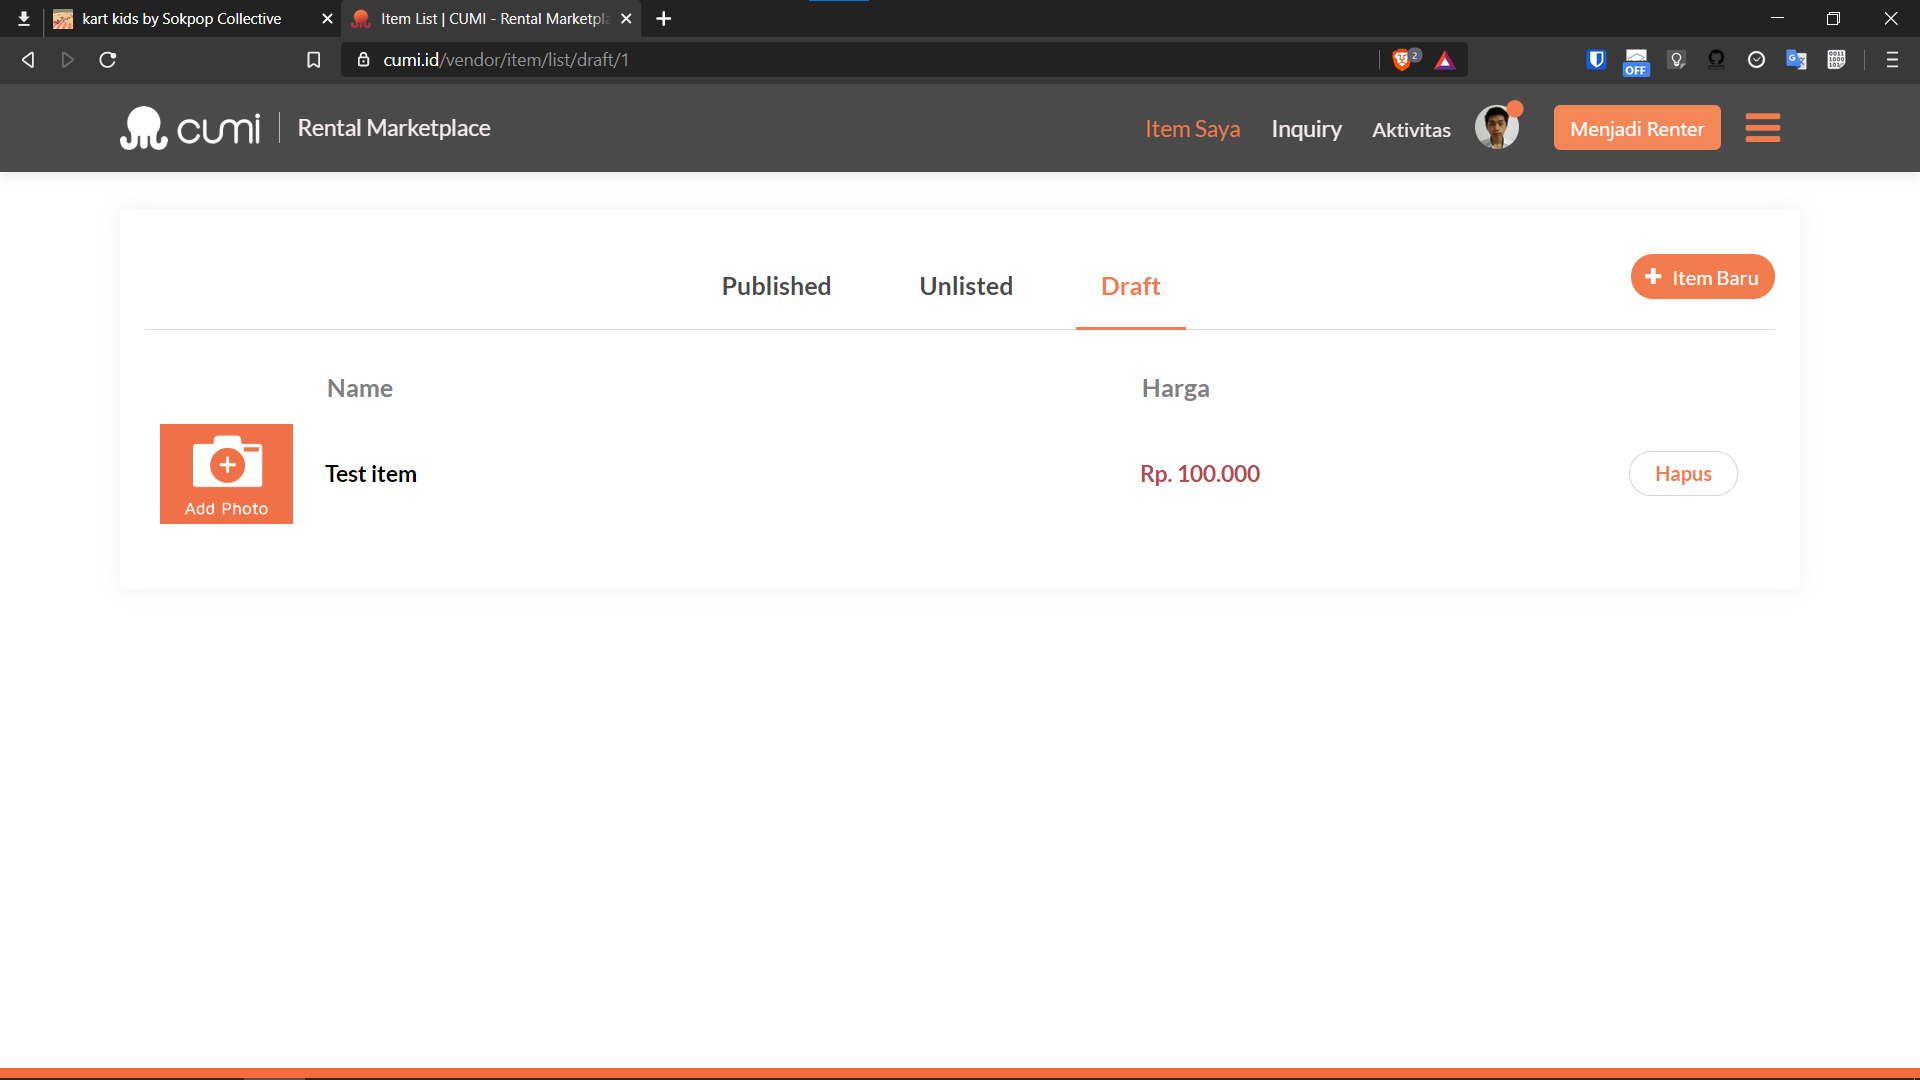 kart kids by Sokpop Collective
Item List | CUMI - Rental Marketpla
cumi.id/vendor/item/list/draft/1
2
OFF
cumi
Rental Marketplace
Item Saya
Inquiry
Aktivitas
Menjadi Renter
Published
Unlisted
Draft
Item Baru
Name
Harga
Add Photo
Test item
Rp. 100.000
Hapus